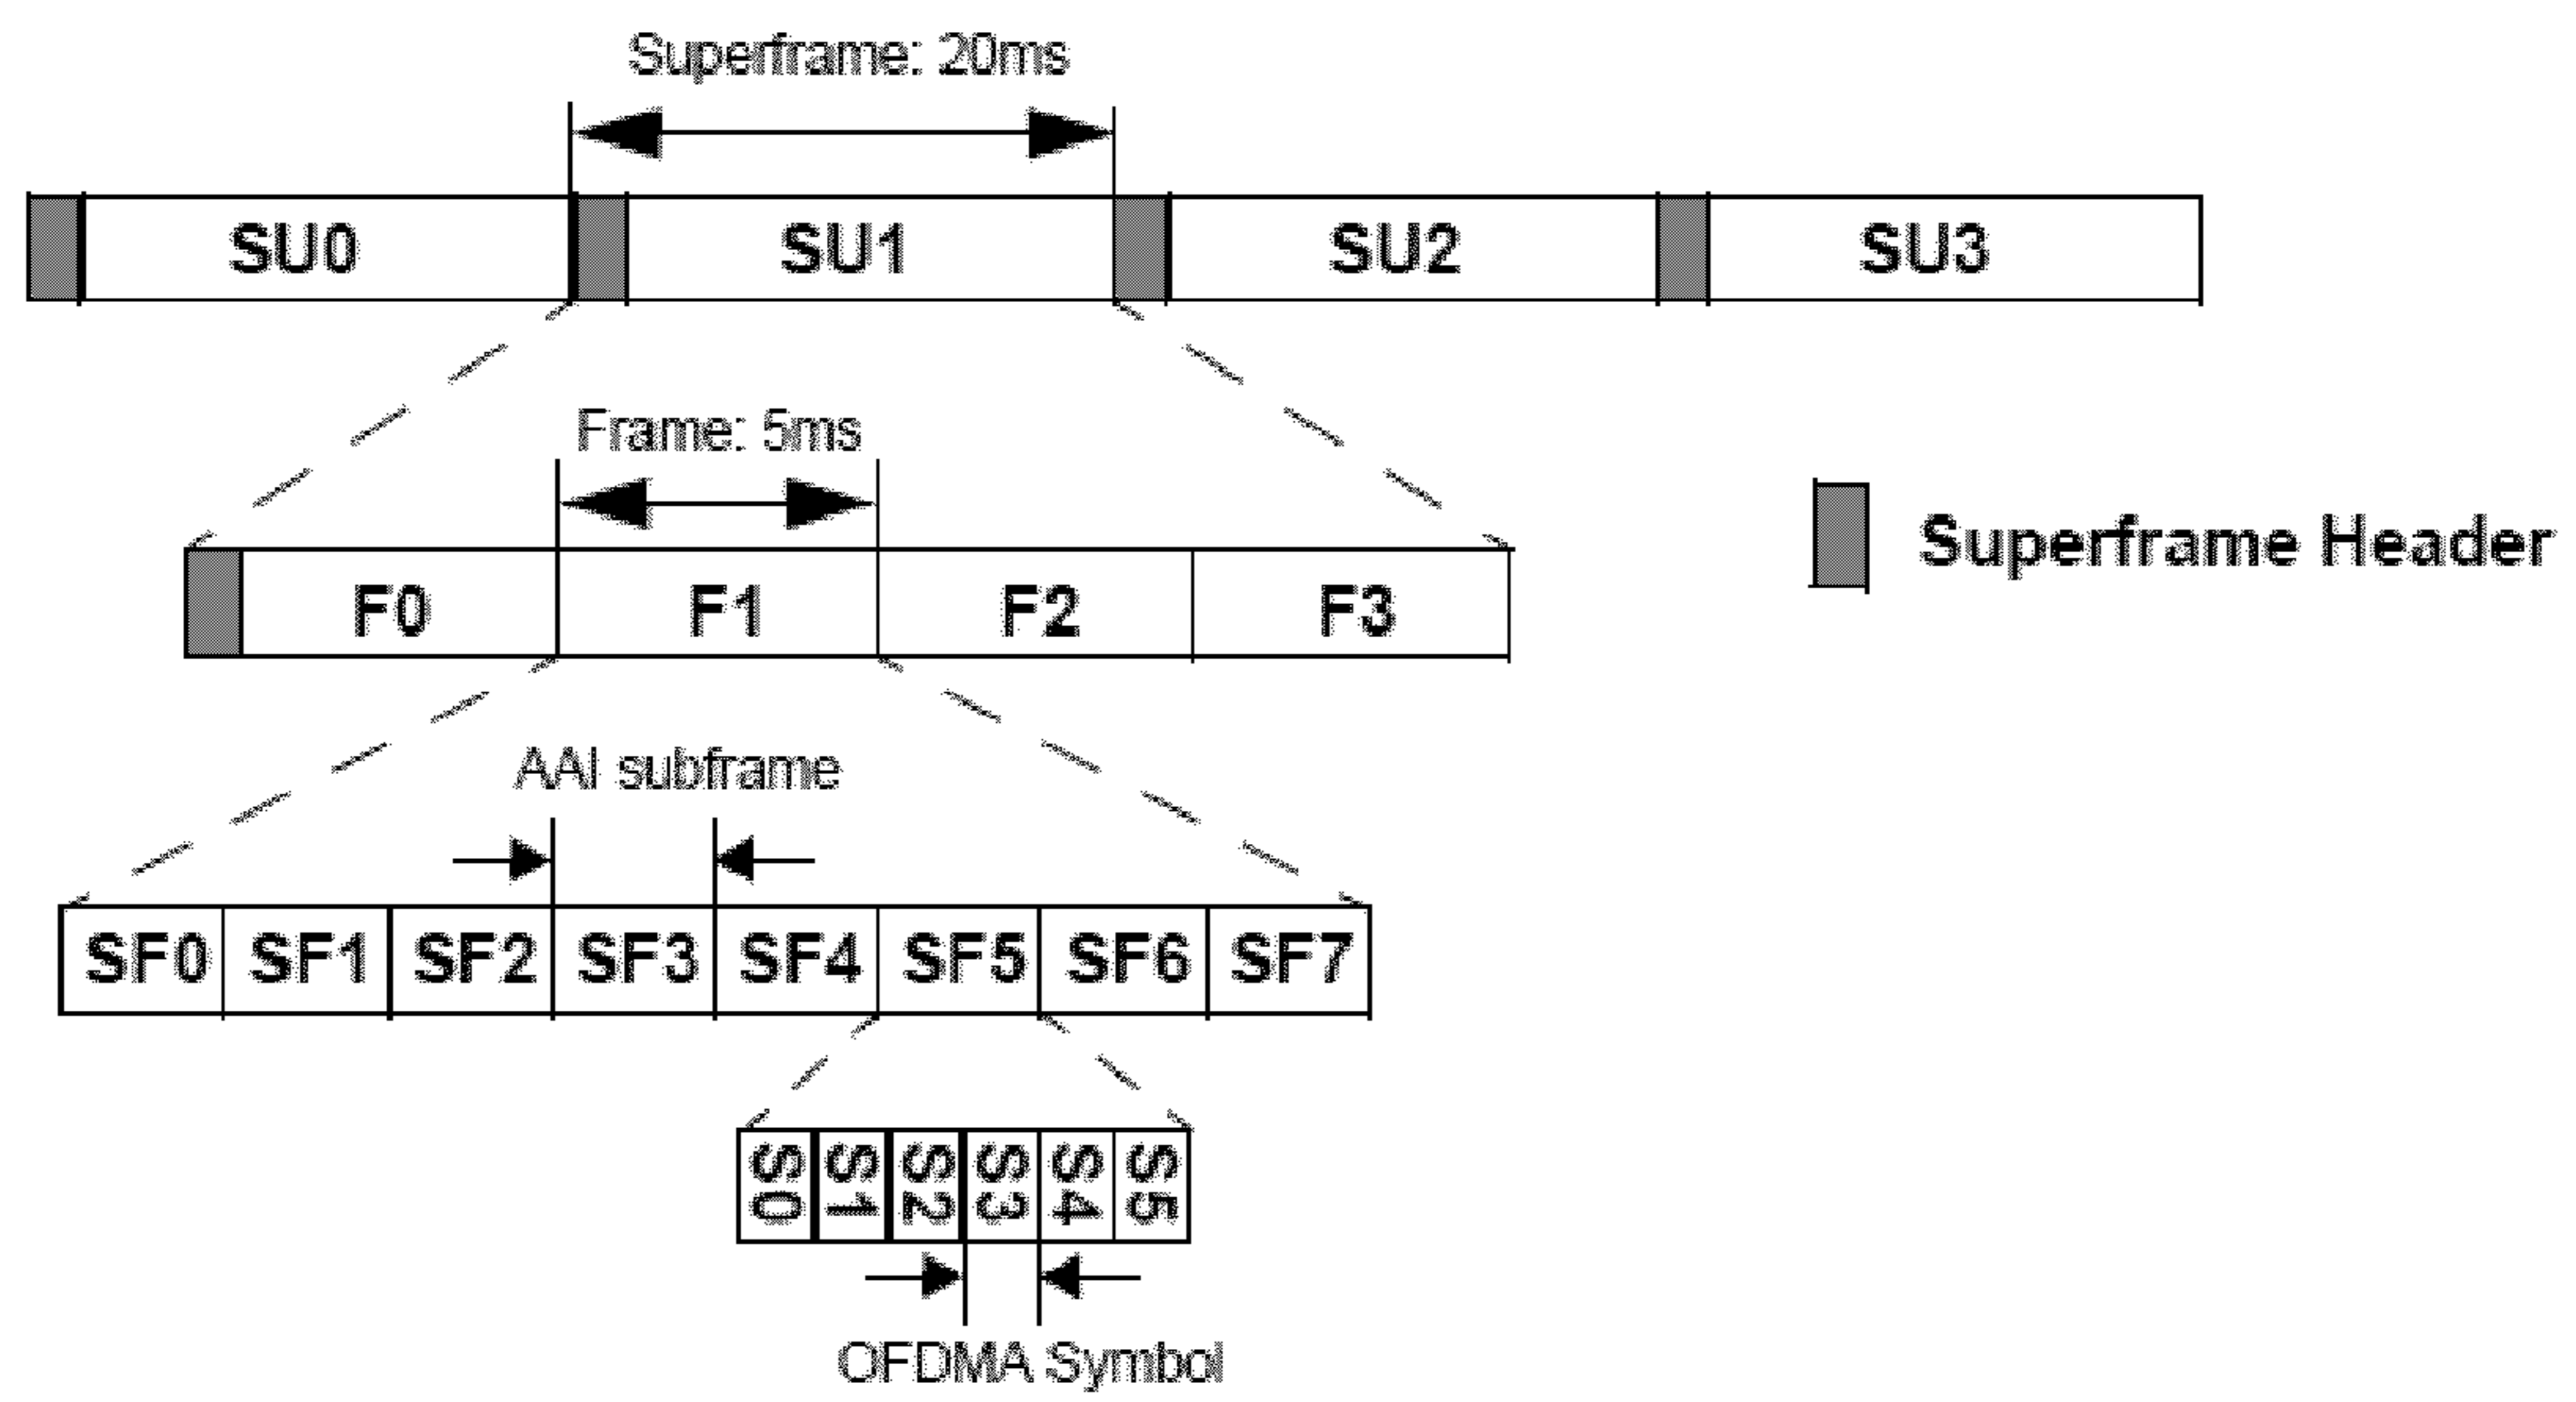 Superframe: 20ms
SU0 SU1 SU2 SU3
Frame: 5ms
F0 F1 F2 F3
Superframe Header
AAI subframe
SF0 SF1 SF2 SF3 SF4 SF5 SF6 SF7
S0 S1 S2 S3 S4 S5
OFDMA Symbol